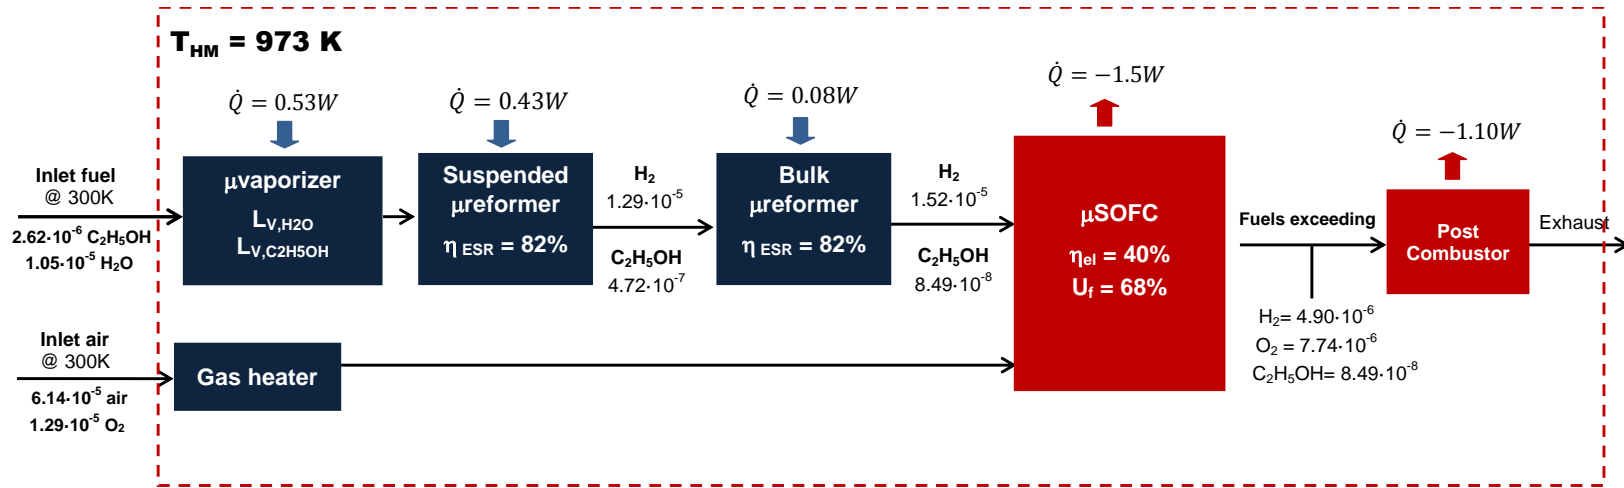 T_HM = 973 K
Q̇ = 0.53W
Q̇ = 0.43W
Q̇ = 0.08W
Q̇ = −1.5W
Q̇ = −1.10W
Inlet fuel
@ 300K
2.62·10⁻⁶ C₂H₅OH
1.05·10⁻⁵ H₂O
μvaporizer
L_V,H2O
L_V,C2H5OH
Suspended
μreformer
η ESR = 82%
H₂
1.29·10⁻⁵
C₂H₅OH
4.72·10⁻⁷
Bulk
μreformer
η ESR = 82%
H₂
1.52·10⁻⁵
C₂H₅OH
8.49·10⁻⁸
μSOFC
η_el = 40%
U_f = 68%
Fuels exceeding
H₂= 4.90·10⁻⁶
O₂ = 7.74·10⁻⁶
C₂H₅OH= 8.49·10⁻⁸
Post
Combustor
Exhaust
Inlet air
@ 300K
6.14·10⁻⁵ air
1.29·10⁻⁵ O₂
Gas heater